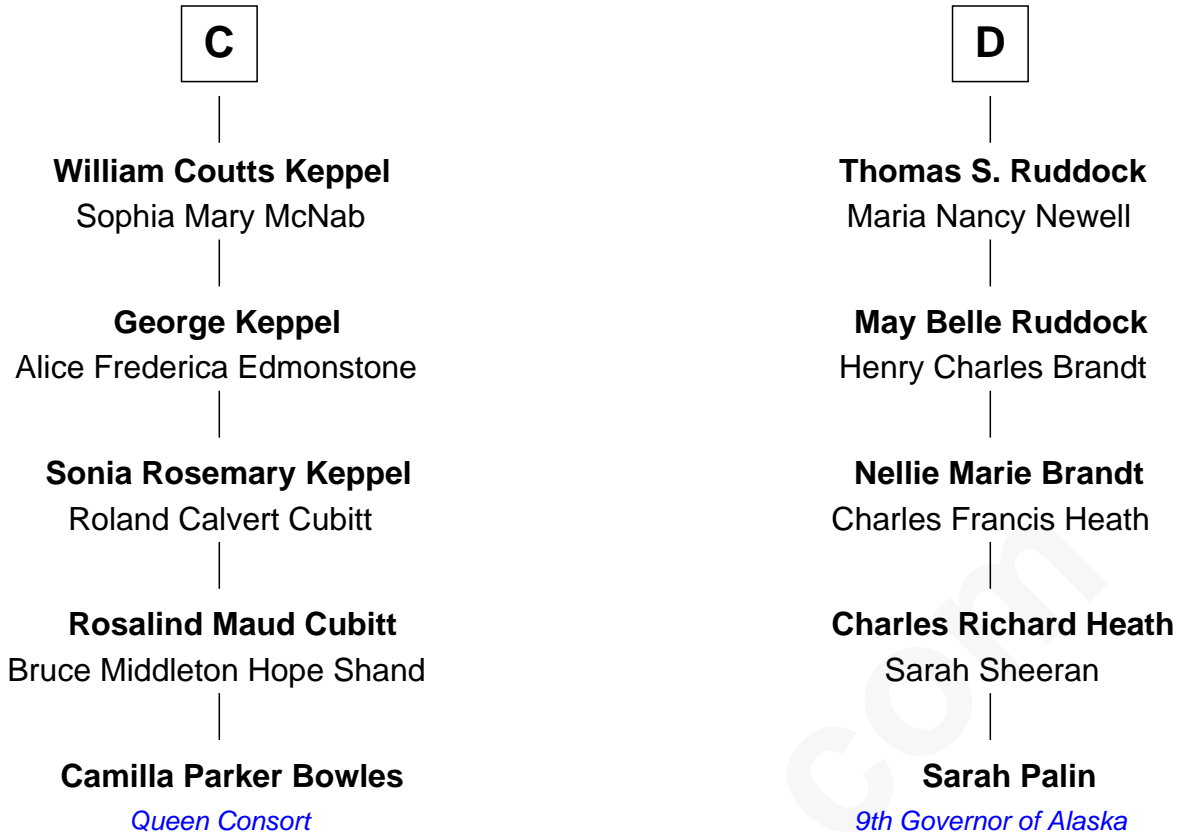 C
William Coutts Keppel
Sophia Mary McNab
George Keppel
Alice Frederica Edmonstone
Sonia Rosemary Keppel
Roland Calvert Cubitt
Rosalind Maud Cubitt
Bruce Middleton Hope Shand
Camilla Parker Bowles
Queen Consort
D
Thomas S. Ruddock
Maria Nancy Newell
May Belle Ruddock
Henry Charles Brandt
Nellie Marie Brandt
Charles Francis Heath
Charles Richard Heath
Sarah Sheeran
Sarah Palin
9th Governor of Alaska
com